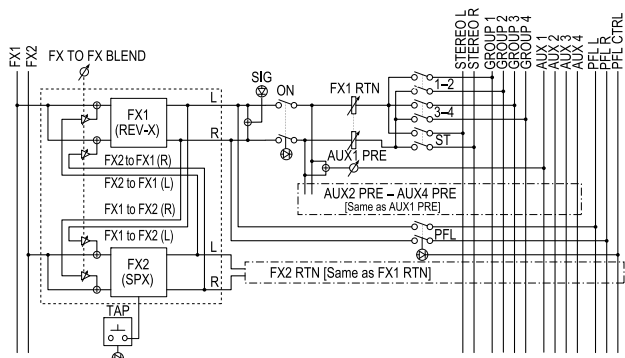 FX1
FX2
FX TO FX BLEND
FX1
(REV-X)
FX2 to FX1 (R)
FX2 to FX1 (L)
FX1 to FX2 (R)
FX1 to FX2 (L)
FX2
(SPX)
TAP
L
R
L
R
SIG
ON
FX1 RTN
AUX1 PRE
1–2
3–4
ST
AUX2 PRE – AUX4 PRE
[Same as AUX1 PRE]
PFL
FX2 RTN [Same as FX1 RTN]
STEREO L
STEREO R
GROUP 1
GROUP 2
GROUP 3
GROUP 4
AUX 1
AUX 2
AUX 3
AUX 4
PFL L
PFL R
PFL CTRL